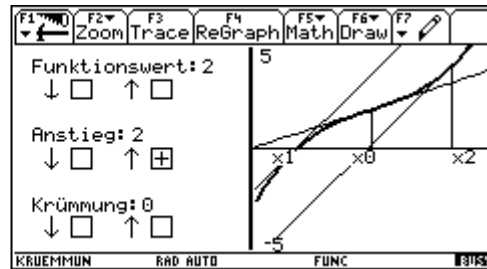 F1 F2 F3 F4 F5 F6 F7
Zoom Trace ReGraph Math Draw
Funktionswert: 2
↓ □ ↑ □
Anstieg: 2
↓ □ ↑ ⊞
Krümmung: 0
↓ □ ↑ □
5
x1 x0 x2
-5
KRUEMMUN RAD AUTO FUNC BUSY